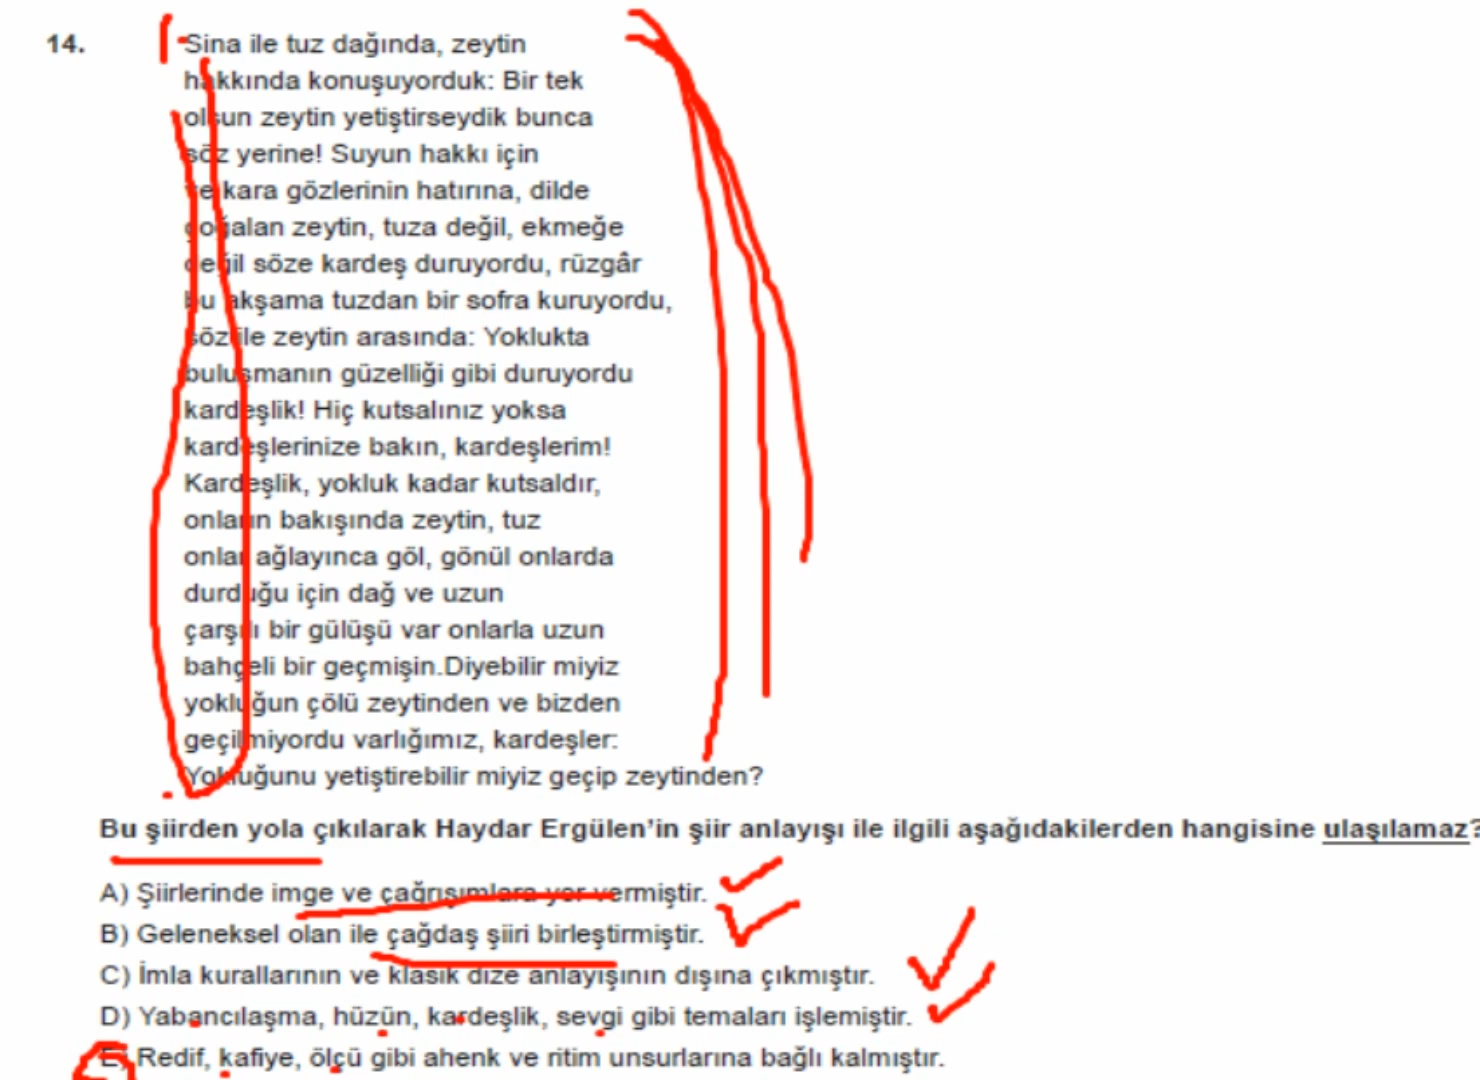 14.
Sina ile tuz dağında, zeytin
hakkında konuşuyorduk: Bir tek
olsun zeytin yetiştirseydik bunca
söz yerine! Suyun hakkı için
ve kara gözlerinin hatırına, dilde
çoğalan zeytin, tuza değil, ekmeğe
değil söze kardeş duruyordu, rüzgâr
bu akşama tuzdan bir sofra kuruyordu,
söz ile zeytin arasında: Yoklukta
buluşmanın güzelliği gibi duruyordu
kardeşlik! Hiç kutsalınız yoksa
kardeşlerinize bakın, kardeşlerim!
Kardeşlik, yokluk kadar kutsaldır,
onların bakışında zeytin, tuz
onlar ağlayınca göl, gönül onlarda
durduğu için dağ ve uzun
çarşılı bir gülüşü var onlarla uzun
bahçeli bir geçmişin.Diyebilir miyiz
yokluğun çölü zeytinden ve bizden
geçilmiyordu varlığımız, kardeşler:
Yokluğunu yetiştirebilir miyiz geçip zeytinden?
Bu şiirden yola çıkılarak Haydar Ergülen’in şiir anlayışı ile ilgili aşağıdakilerden hangisine ulaşılamaz?
A) Şiirlerinde imge ve çağrışımlara yer vermiştir.
B) Geleneksel olan ile çağdaş şiiri birleştirmiştir.
C) İmla kurallarının ve klasik dize anlayışının dışına çıkmıştır.
D) Yabancılaşma, hüzün, kardeşlik, sevgi gibi temaları işlemiştir.
E) Redif, kafiye, ölçü gibi ahenk ve ritim unsurlarına bağlı kalmıştır.